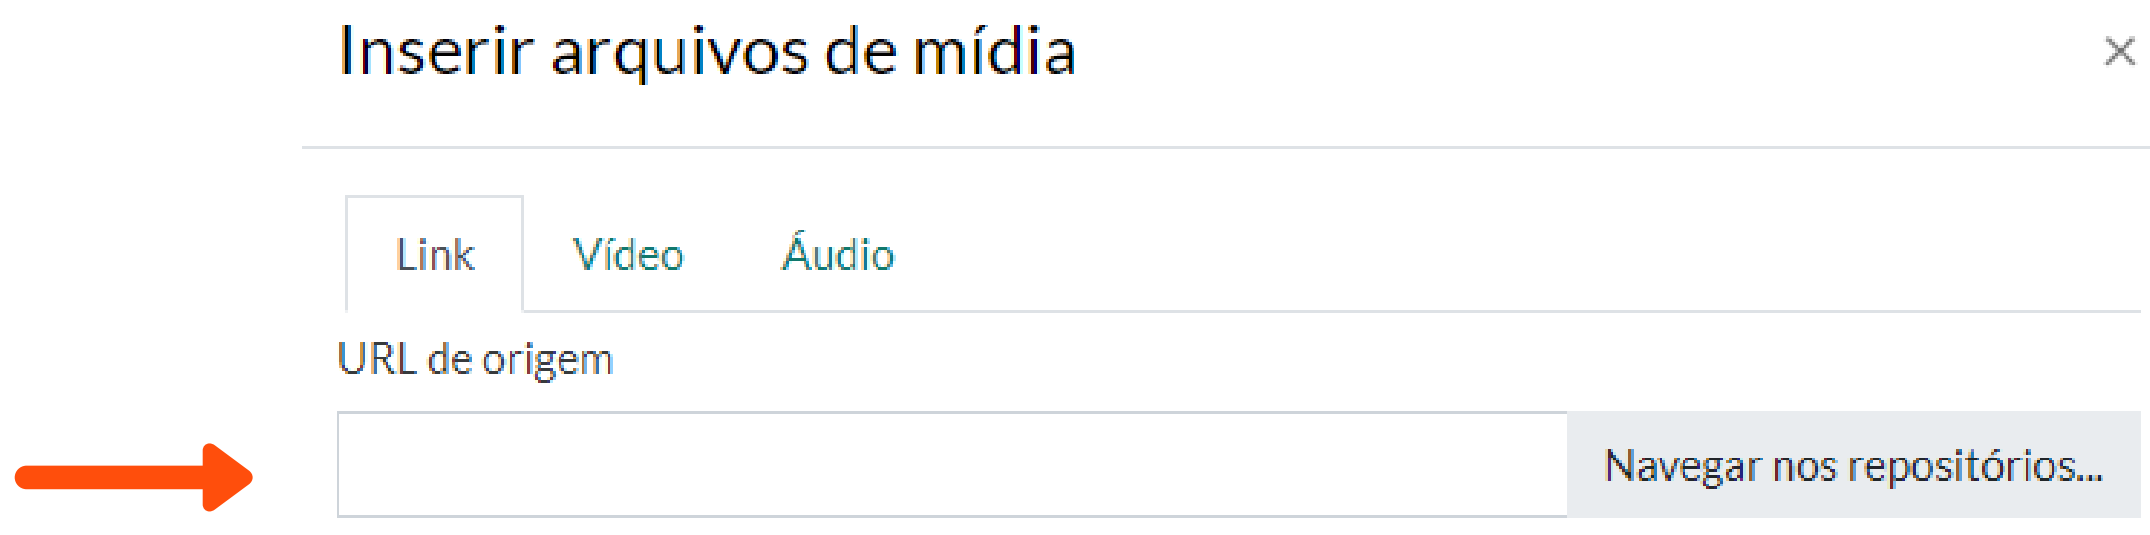 Inserir arquivos de mídia
Link Vídeo Áudio
URL de origem
Navegar nos repositórios...